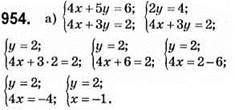 954. a) {4x+5y=6; {2y=4;
{4x+3y=2; {4x+3y=2;
{y=2; {y=2; {y=2;
{4x+3·2=2; {4x+6=2; {4x=2-6;
{y=2; {y=2;
{4x=-4; {x=-1.